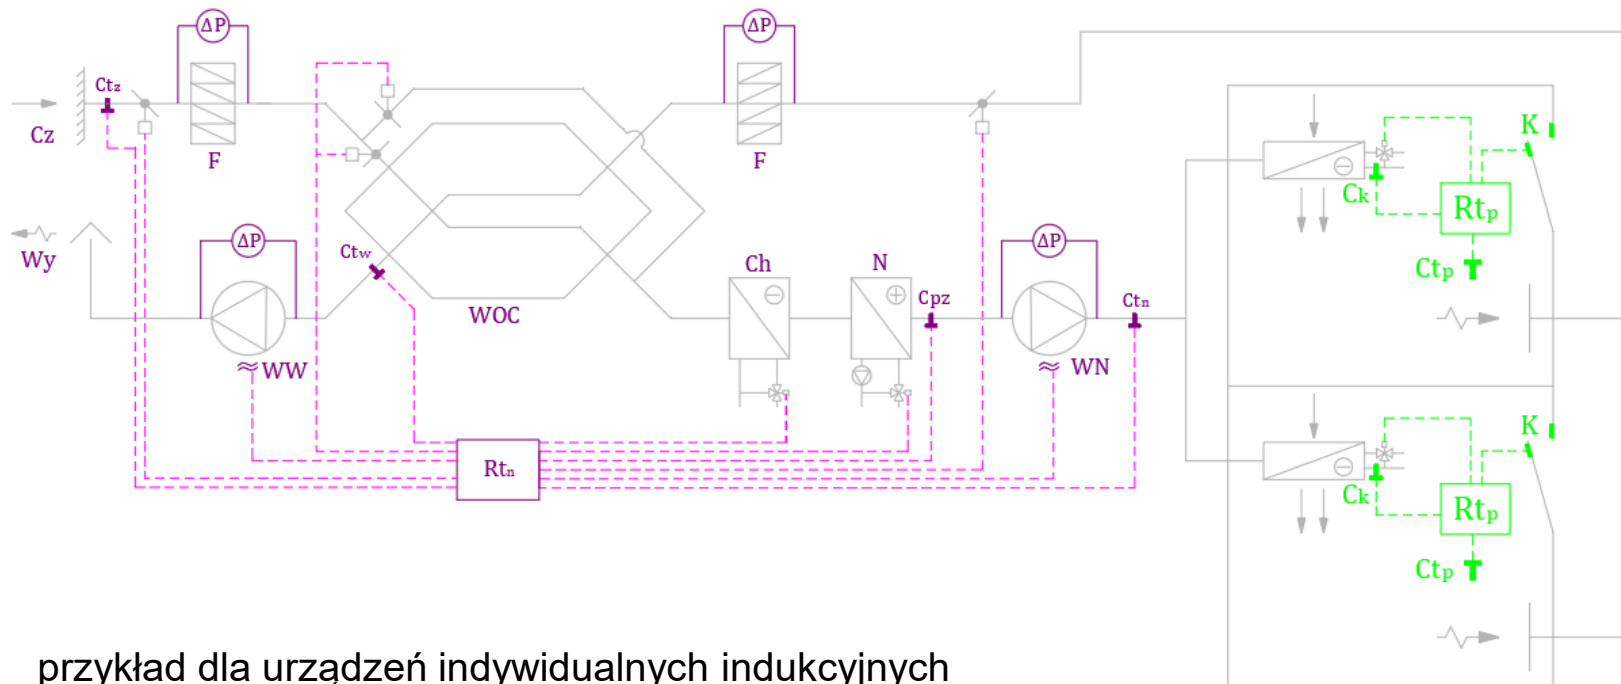 ΔP
ΔP
Ctz
Cz
F
F
K
Ck
Rtp
Ctp
Wy
ΔP
Ctw
ΔP
Ch
N
Cpz
Ctn
WOC
WW
WN
K
Rtn
Ck
Rtp
Ctp
przykład dla urządzeń indywidualnych indukcyjnych